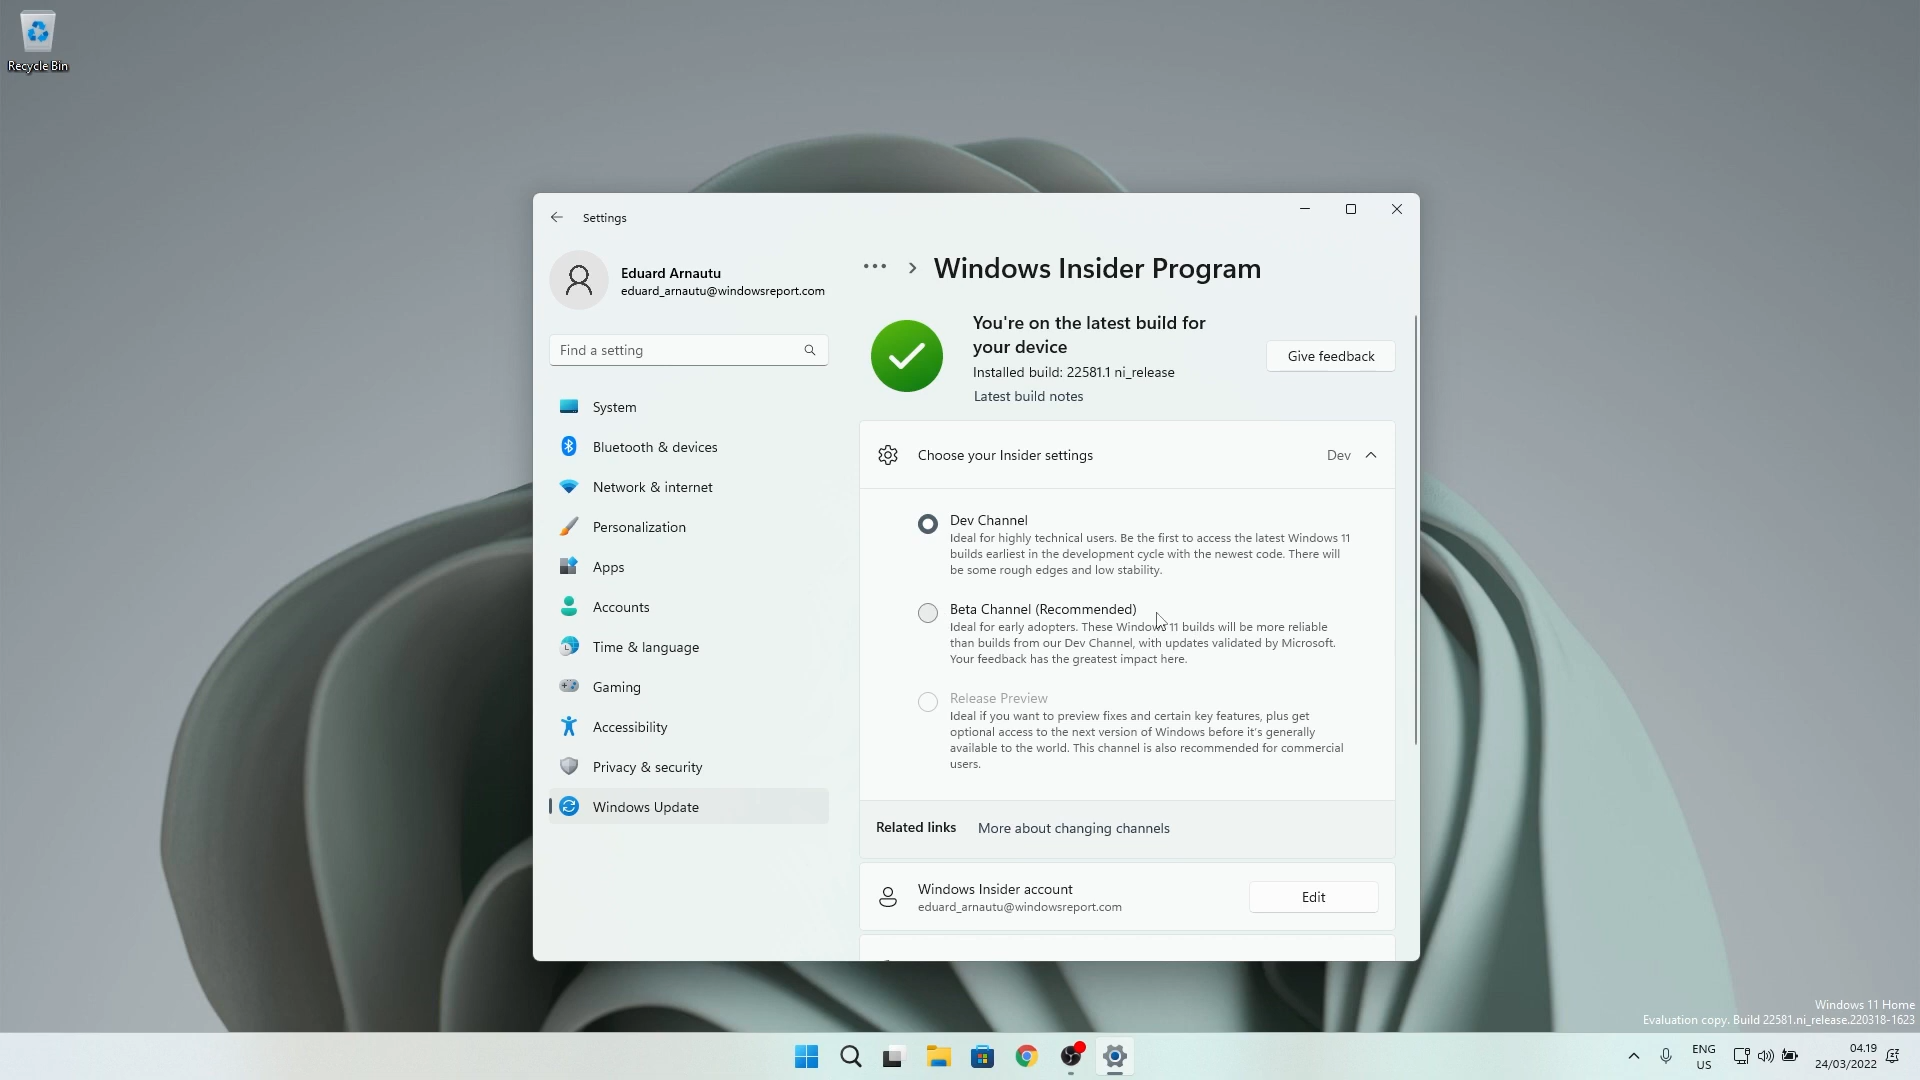 Recycle Bin
Settings
Eduard Arnautu
eduard_arnautu@windowsreport.com
Find a setting
System
Bluetooth & devices
Network & internet
Personalization
Apps
Accounts
Time & language
Gaming
Accessibility
Privacy & security
Windows Update
Windows Insider Program
You're on the latest build for
your device
Installed build: 22581.1 ni_release
Latest build notes
Give feedback
Choose your Insider settings
Dev
Dev Channel
Ideal for highly technical users. Be the first to access the latest Windows 11
builds earliest in the development cycle with the newest code. There will
be some rough edges and low stability.
Beta Channel (Recommended)
Ideal for early adopters. These Windows 11 builds will be more reliable
than builds from our Dev Channel, with updates validated by Microsoft.
Your feedback has the greatest impact here.
Release Preview
Ideal if you want to preview fixes and certain key features, plus get
optional access to the next version of Windows before it's generally
available to the world. This channel is also recommended for commercial
users.
Related links
More about changing channels
Windows Insider account
eduard_arnautu@windowsreport.com
Edit
Windows 11 Home
Evaluation copy. Build 22581.ni_release.220318-1623
ENG
US
04.19
24/03/2022